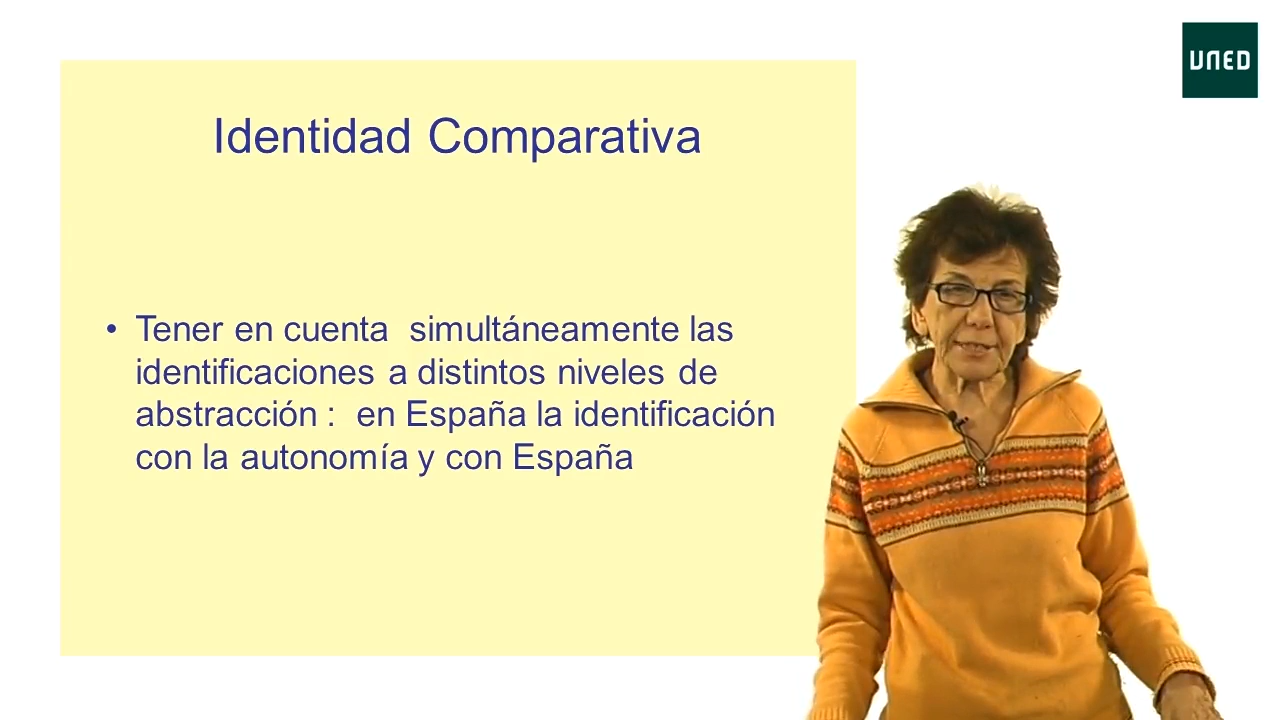 UNED
Identidad Comparativa
• Tener en cuenta  simultáneamente las
identificaciones a distintos niveles de
abstracción :  en España la identificación
con la autonomía y con España